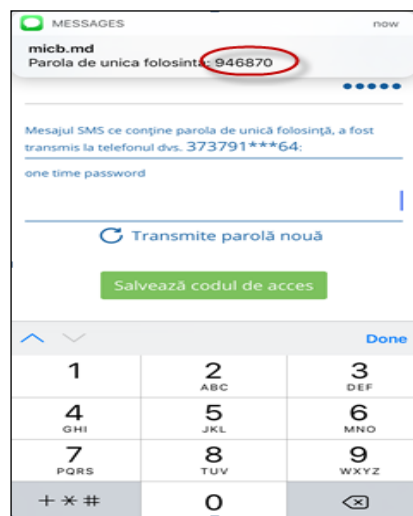 MESSAGES now
micb.md
Parola de unica folosinta: 946870
Mesajul SMS ce conține parola de unică folosință, a fost
transmis la telefonul dvs. 373791***64:
one time password
Transmite parolă nouă
Salvează codul de acces
Done
1 2 3
ABC DEF
4 5 6
GHI JKL MNO
7 8 9
PQRS TUV WXYZ
+ * # 0